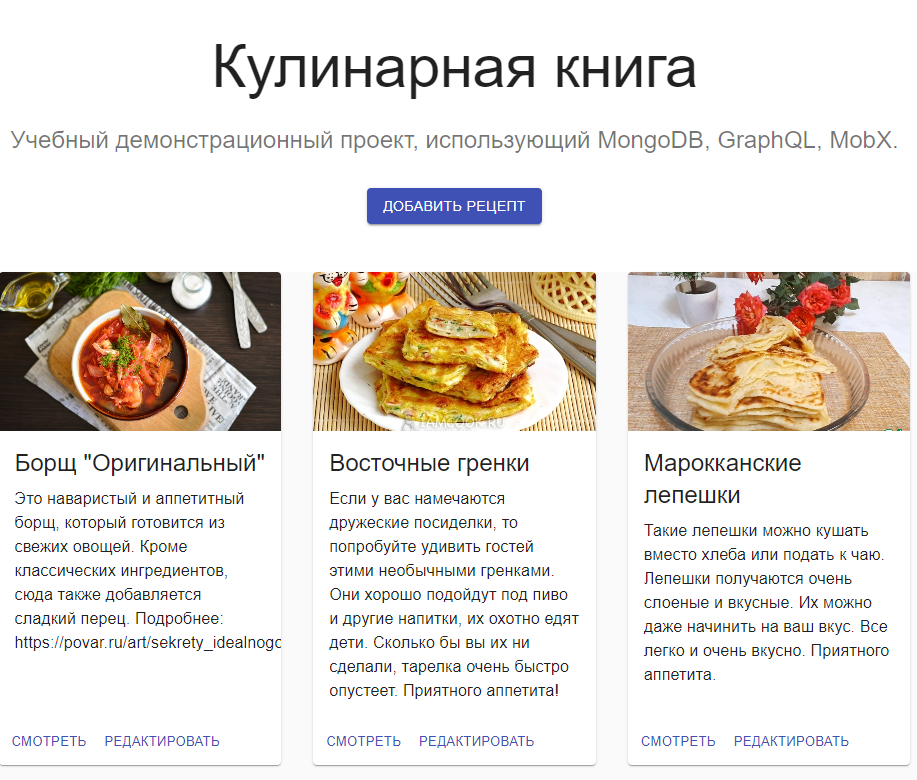 Кулинарная книга
Учебный демонстрационный проект, использующий MongoDB, GraphQL, MobX.
ДОБАВИТЬ РЕЦЕПТ
Борщ "Оригинальный"
Это наваристый и аппетитный
борщ, который готовится из
свежих овощей. Кроме
классических ингредиентов,
сюда также добавляется
сладкий перец. Подробнее:
https://povar.ru/art/sekrety_idealnogo
СМОТРЕТЬ РЕДАКТИРОВАТЬ
Восточные гренки
Если у вас намечаются
дружеские посиделки, то
попробуйте удивить гостей
этими необычными гренками.
Они хорошо подойдут под пиво
и другие напитки, их охотно едят
дети. Сколько бы вы их ни
сделали, тарелка очень быстро
опустеет. Приятного аппетита!
СМОТРЕТЬ РЕДАКТИРОВАТЬ
Марокканские
лепешки
Такие лепешки можно кушать
вместо хлеба или подать к чаю.
Лепешки получаются очень
слоеные и вкусные. Их можно
даже начинить на ваш вкус. Все
легко и очень вкусно. Приятного
аппетита.
СМОТРЕТЬ РЕДАКТИРОВАТЬ